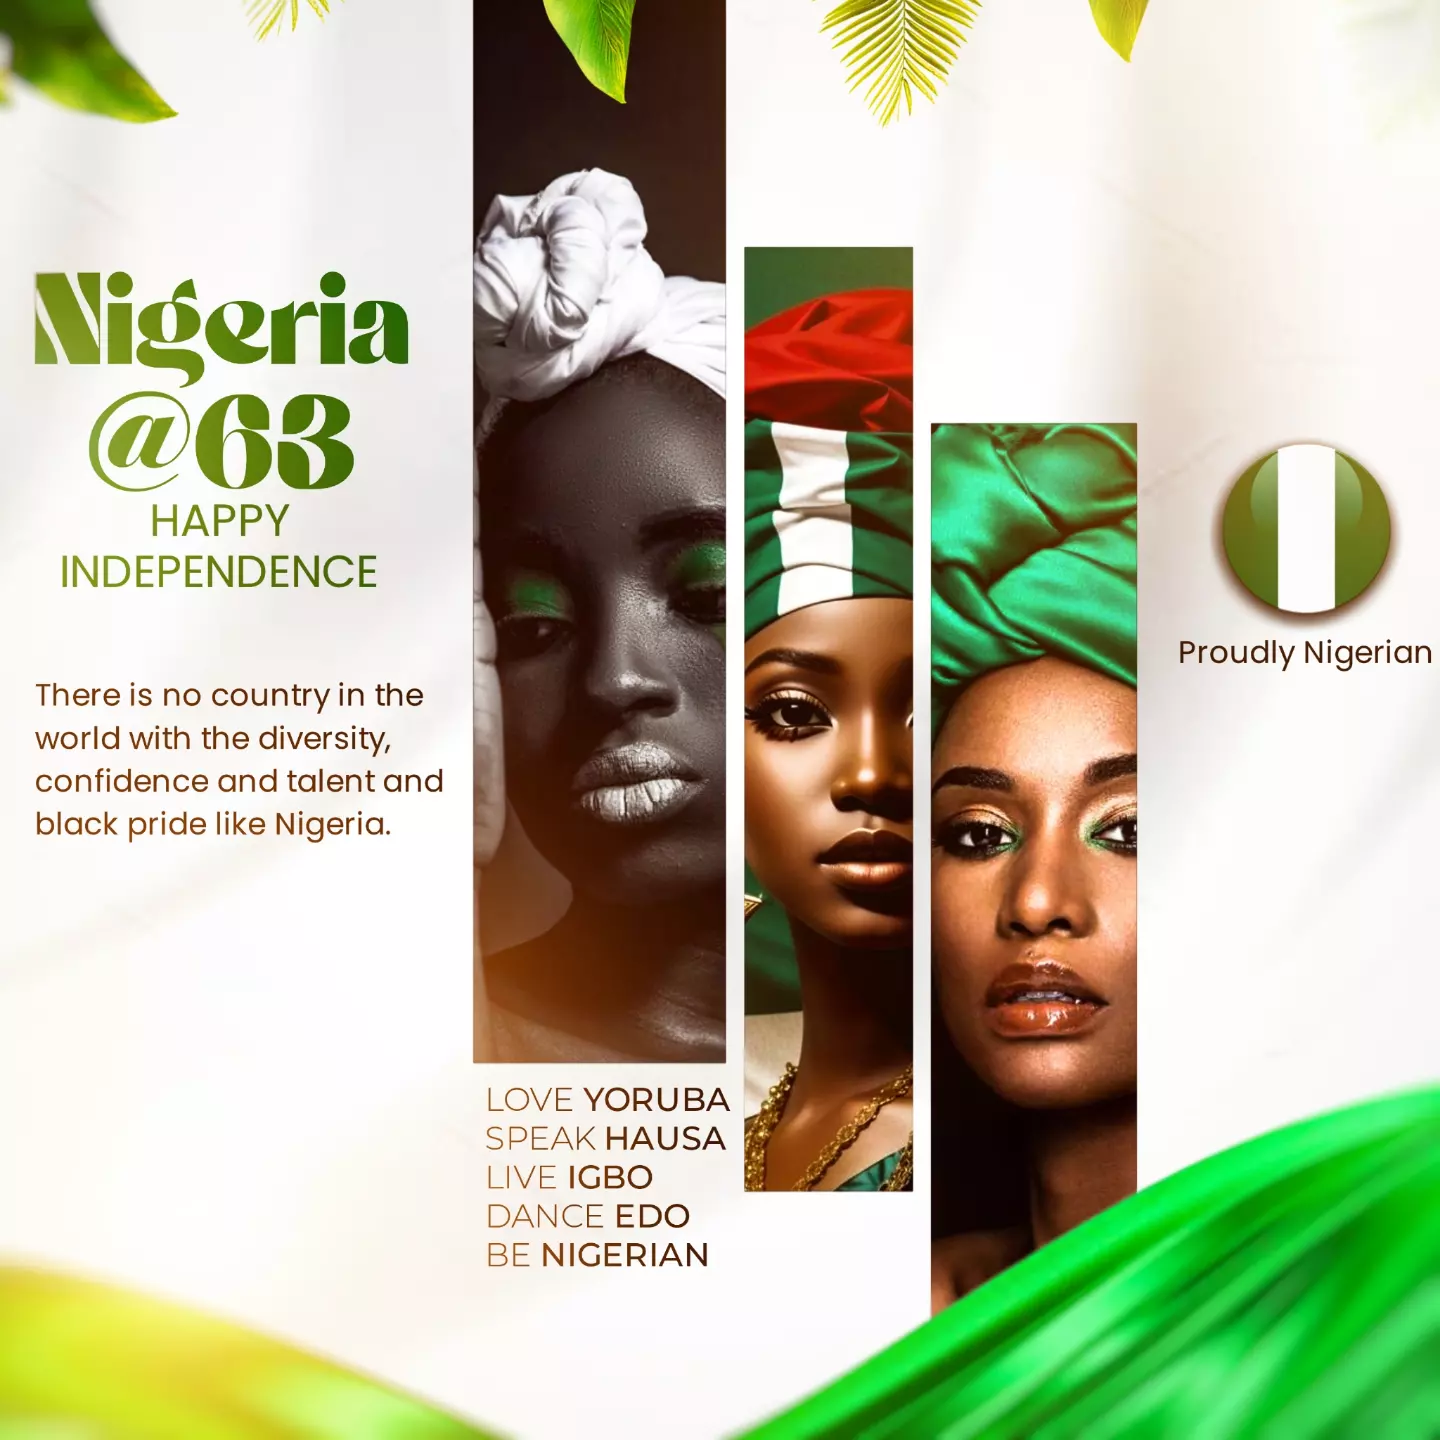 Nigeria
@63
HAPPY
INDEPENDENCE
There is no country in the
world with the diversity,
confidence and talent and
black pride like Nigeria.
LOVE YORUBA
SPEAK HAUSA
LIVE IGBO
DANCE EDO
BE NIGERIAN
Proudly Nigerian